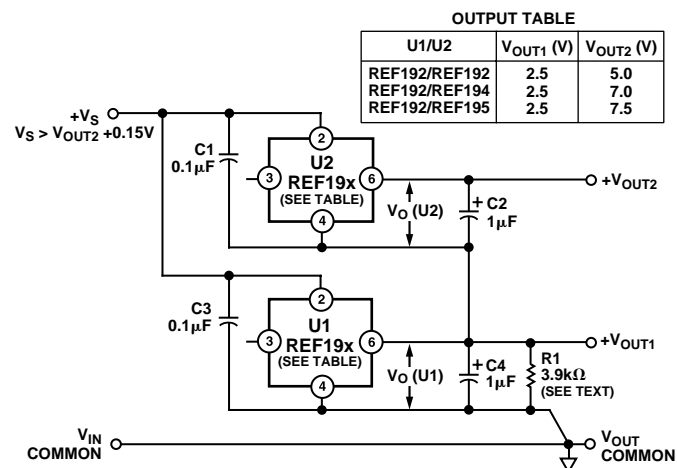 OUTPUT TABLE
U1/U2 VOUT1 (V) VOUT2 (V)
REF192/REF192 2.5 5.0
REF192/REF194 2.5 7.0
REF192/REF195 2.5 7.5
+VS
VS > VOUT2 +0.15V
C1
0.1µF
2
U2
3
REF19x
6
(SEE TABLE)
4
VO (U2)
+
C2
1µF
+VOUT2
C3
0.1µF
2
U1
3
REF19x
6
(SEE TABLE)
4
VO (U1)
+
C4
1µF
R1
3.9kΩ
(SEE TEXT)
+VOUT1
VIN
COMMON
VOUT
COMMON